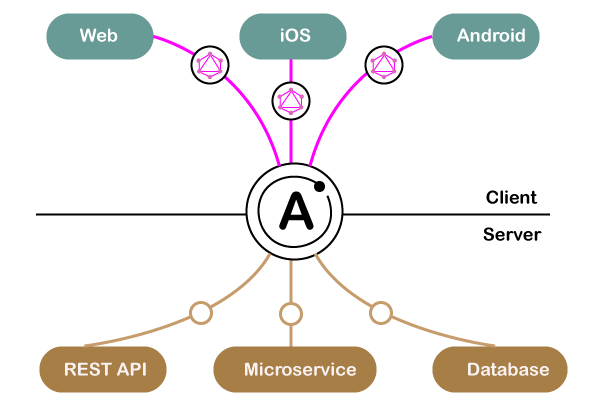 Web
iOS
Android
A
Client
Server
REST API
Microservice
Database